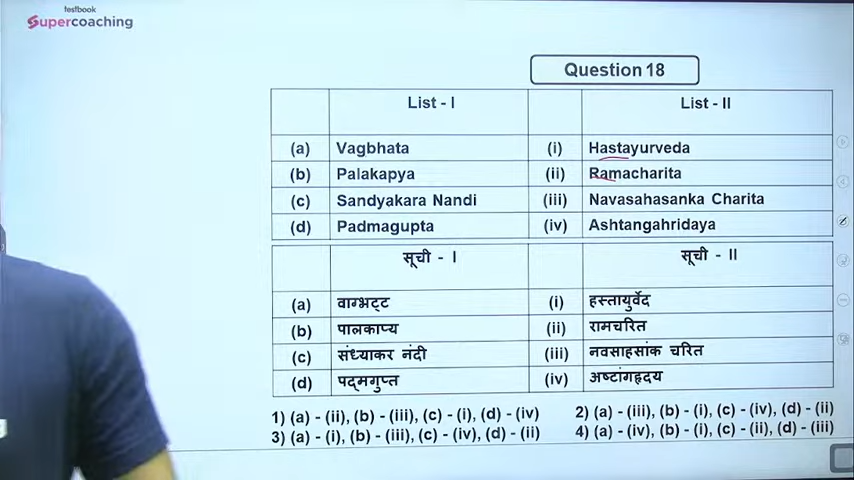 testbook
Supercoaching
Question 18
List - I List - II
(a) Vagbhata (i) Hastayurveda
(b) Palakapya (ii) Ramacharita
(c) Sandyakara Nandi (iii) Navasahasanka Charita
(d) Padmagupta (iv) Ashtangahridaya
सूची - I सूची - II
(a) वाग्भट्ट (i) हस्तायुर्वेद
(b) पालकाप्य (ii) रामचरित
(c) संध्याकर नंदी (iii) नवसाहसांक चरित
(d) पद्मगुप्त (iv) अष्टांगहृदय
1) (a) - (ii), (b) - (iii), (c) - (i), (d) - (iv) 2) (a) - (iii), (b) - (i), (c) - (iv), (d) - (ii)
3) (a) - (i), (b) - (iii), (c) - (iv), (d) - (ii) 4) (a) - (iv), (b) - (i), (c) - (ii), (d) - (iii)